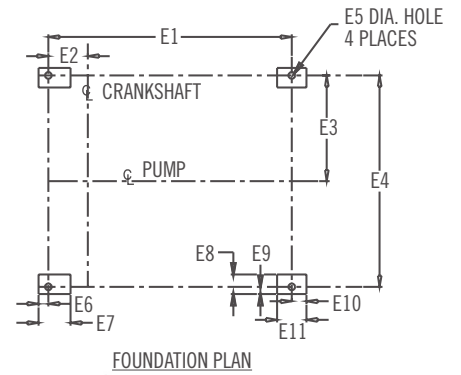 E5 DIA. HOLE
4 PLACES
E1
E2
℄ CRANKSHAFT
E3
℄ PUMP
E4
E8
E9
E6
E7
E10
E11
FOUNDATION PLAN